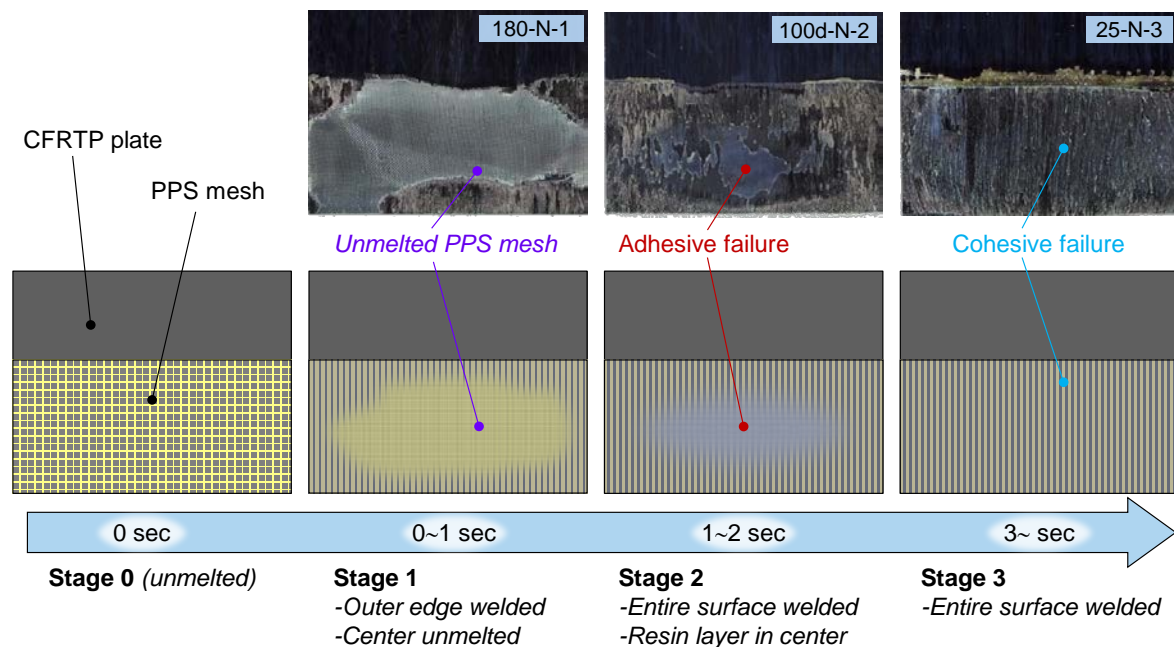 180-N-1
100d-N-2
25-N-3
CFRTP plate
PPS mesh
Unmelted PPS mesh
Adhesive failure
Cohesive failure
0 sec
0~1 sec
1~2 sec
3~ sec
Stage 0 (unmelted)
Stage 1
-Outer edge welded
-Center unmelted
Stage 2
-Entire surface welded
-Resin layer in center
Stage 3
-Entire surface welded